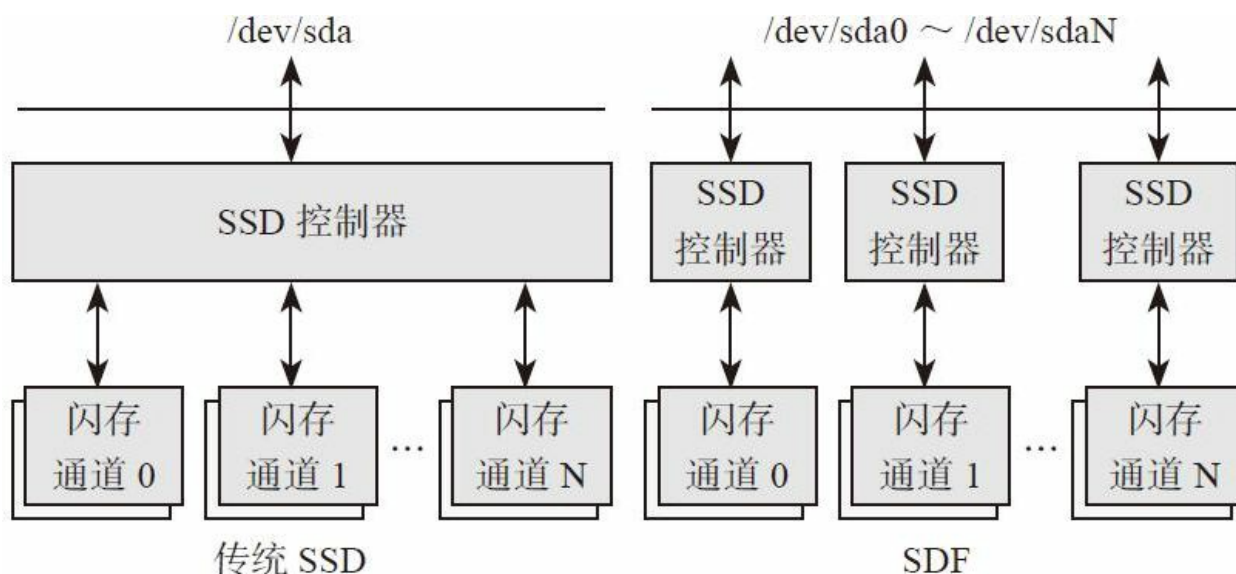 /dev/sda
/dev/sda0 ～ /dev/sdaN
SSD 控制器
SSD
控制器
SSD
控制器
SSD
控制器
闪存
通道 0
闪存
通道 1
...
闪存
通道 N
闪存
通道 0
闪存
通道 1
...
闪存
通道 N
传统 SSD
SDF